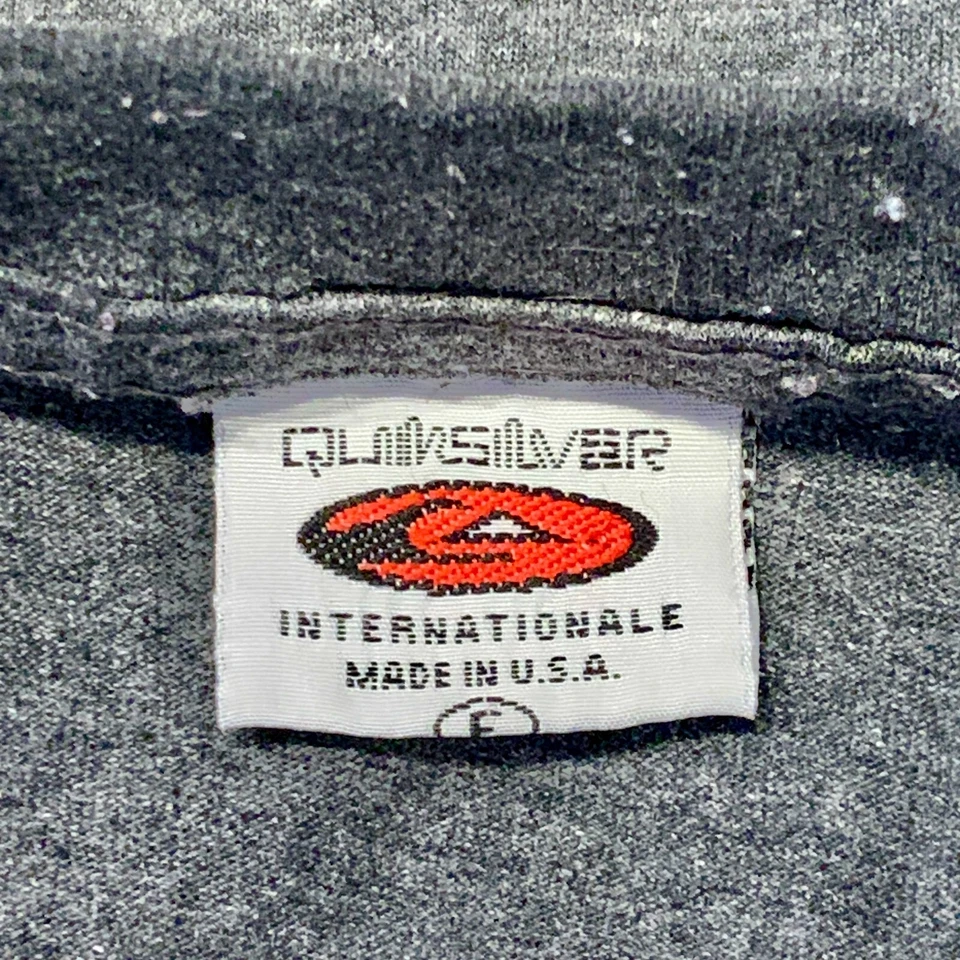 QUIKSILVER
INTERNATIONALE
MADE IN U.S.A.